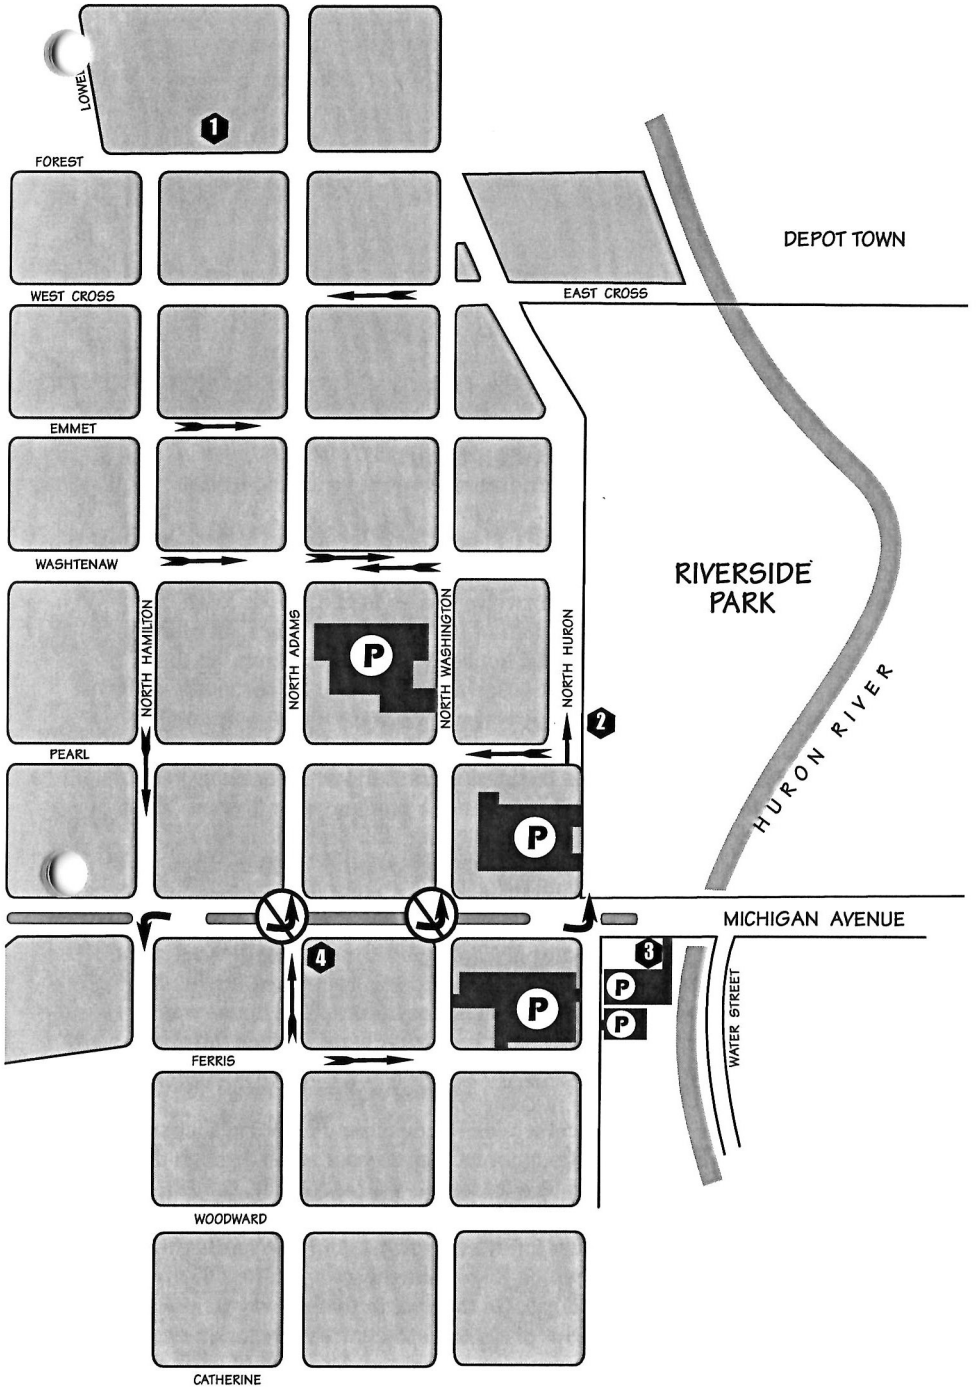 LOWE
1
FOREST
DEPOT TOWN
WEST CROSS
EAST CROSS
EMMET
WASHTENAW
RIVERSIDE
PARK
NORTH HAMILTON
NORTH ADAMS
P
NORTH WASHINGTON
NORTH HURON
2
HURON RIVER
PEARL
P
MICHIGAN AVENUE
4
P
3
P
P
WATER STREET
FERRIS
WOODWARD
CATHERINE